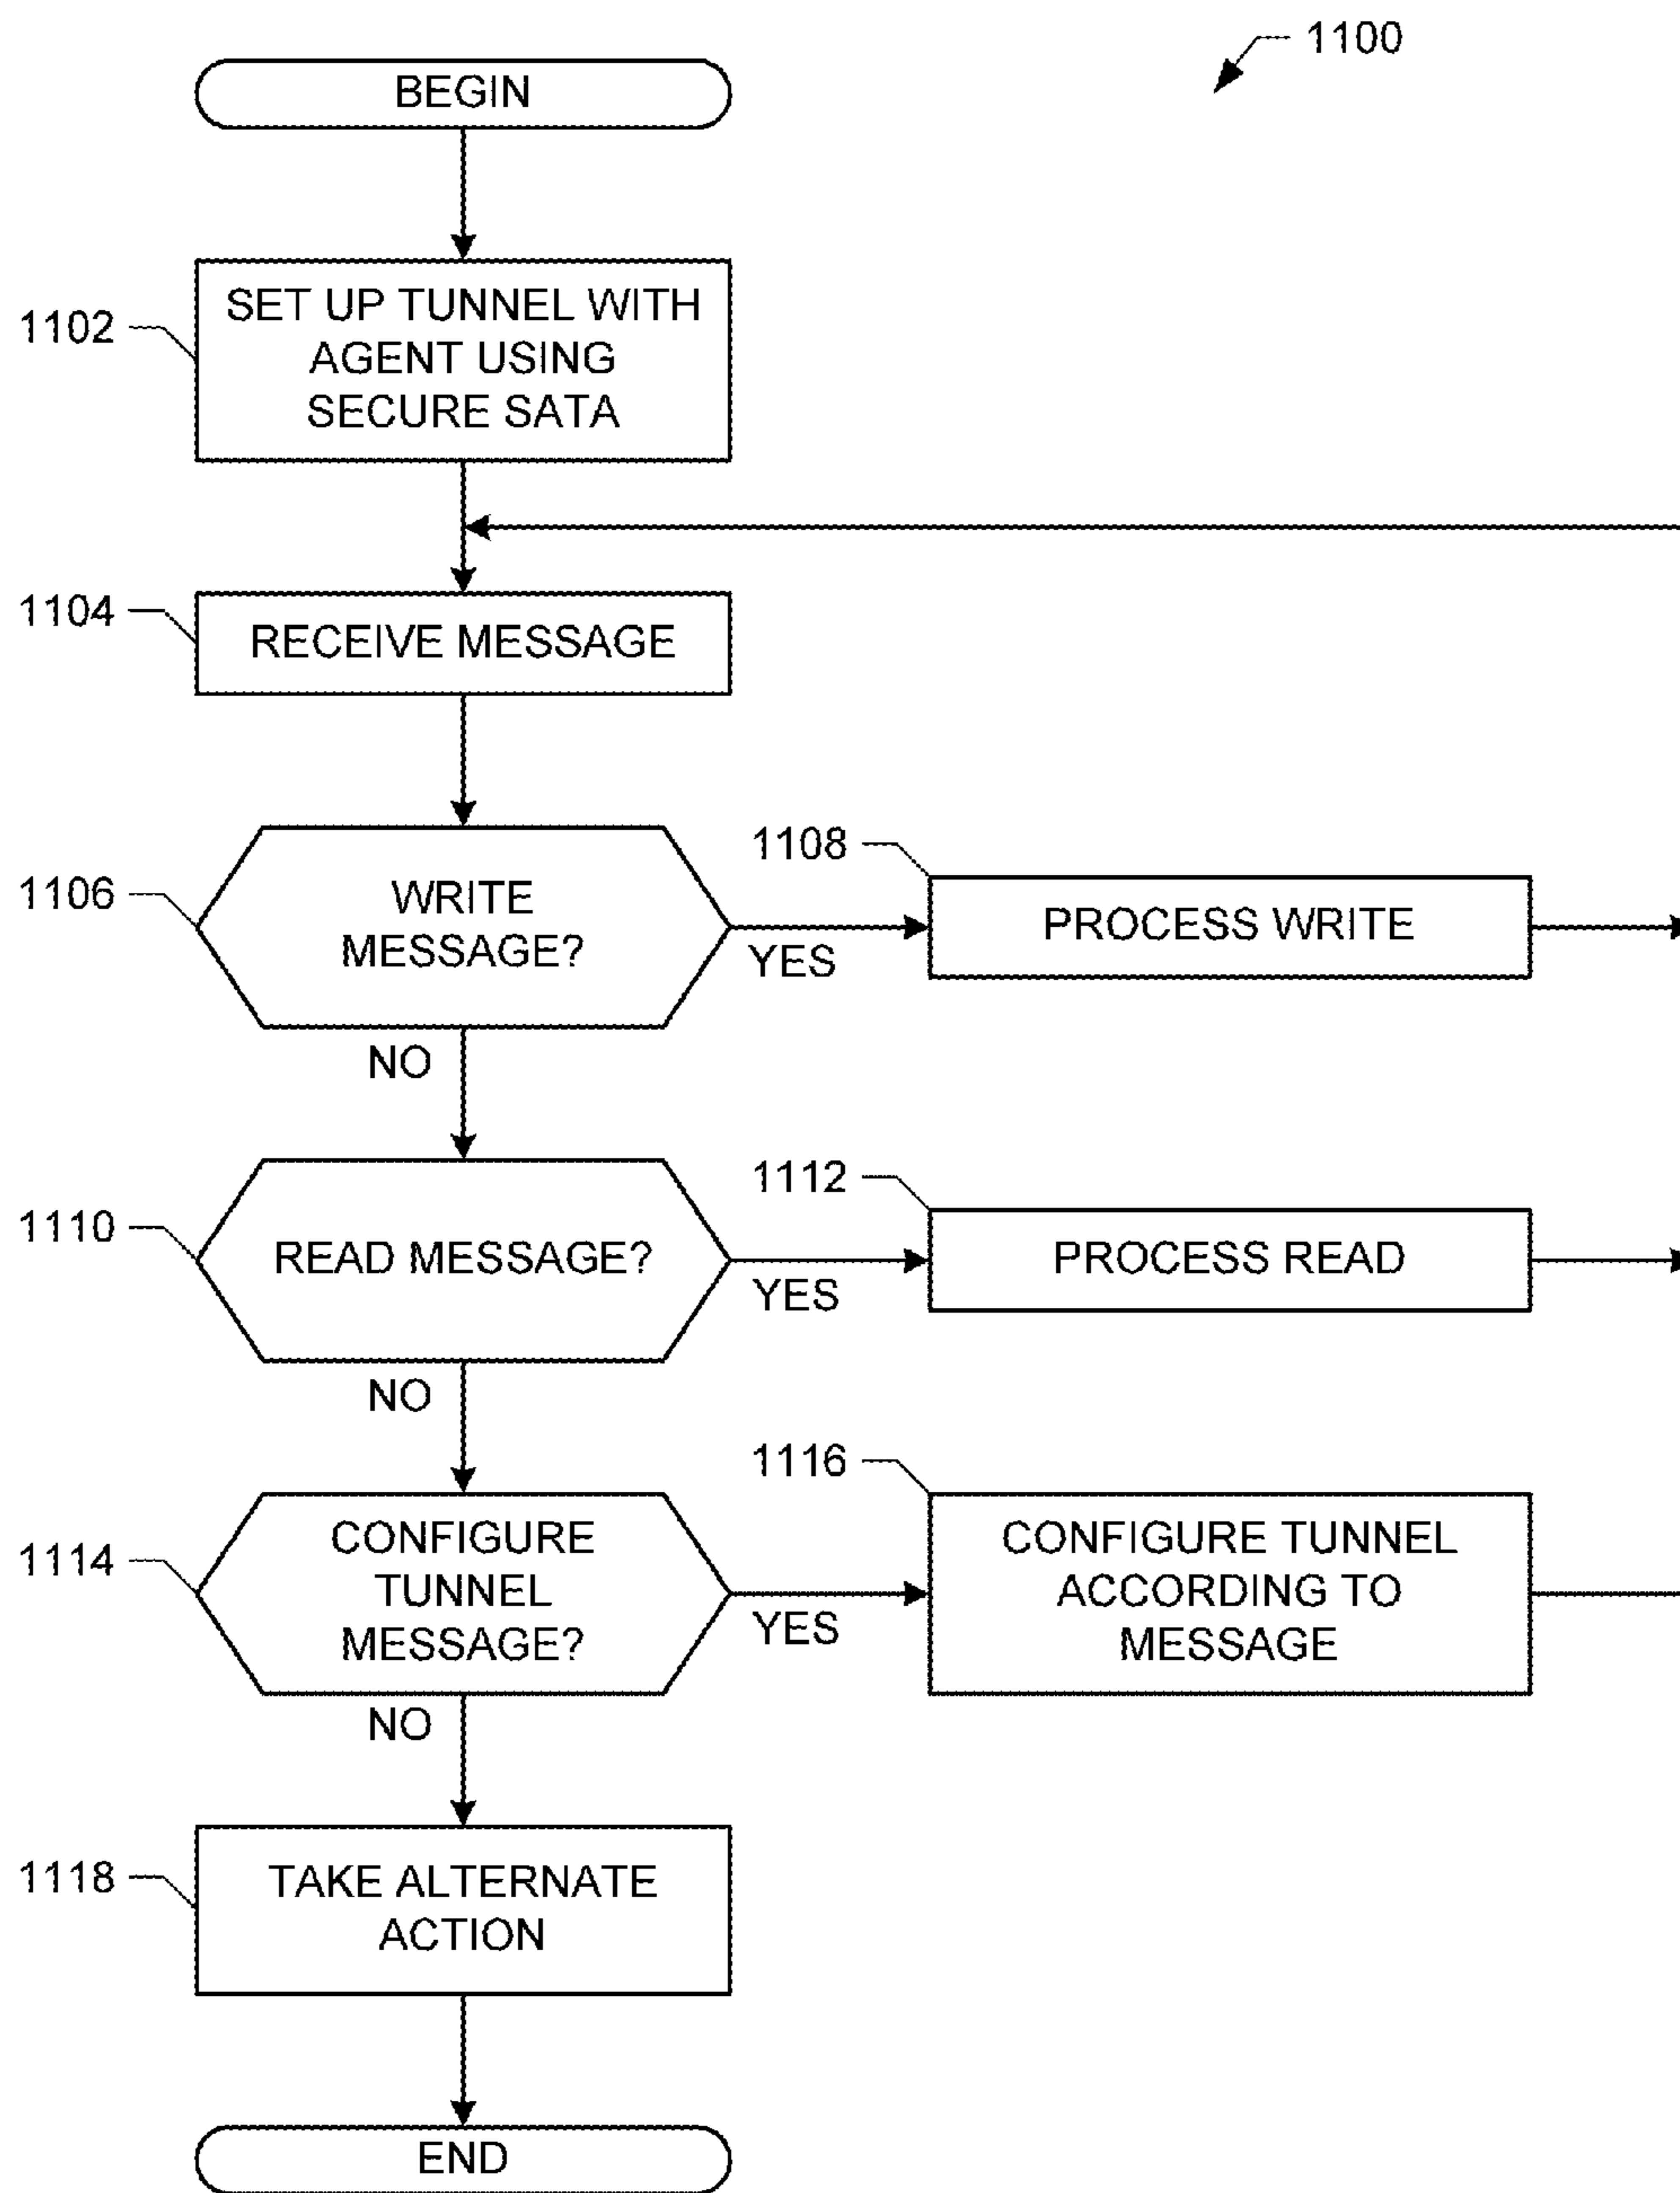 1100
BEGIN
1102
SET UP TUNNEL WITH
AGENT USING
SECURE SATA
1104
RECEIVE MESSAGE
1106
WRITE
MESSAGE?
YES
1108
PROCESS WRITE
NO
1110
READ MESSAGE?
YES
1112
PROCESS READ
NO
1114
CONFIGURE
TUNNEL
MESSAGE?
YES
1116
CONFIGURE TUNNEL
ACCORDING TO
MESSAGE
NO
1118
TAKE ALTERNATE
ACTION
END